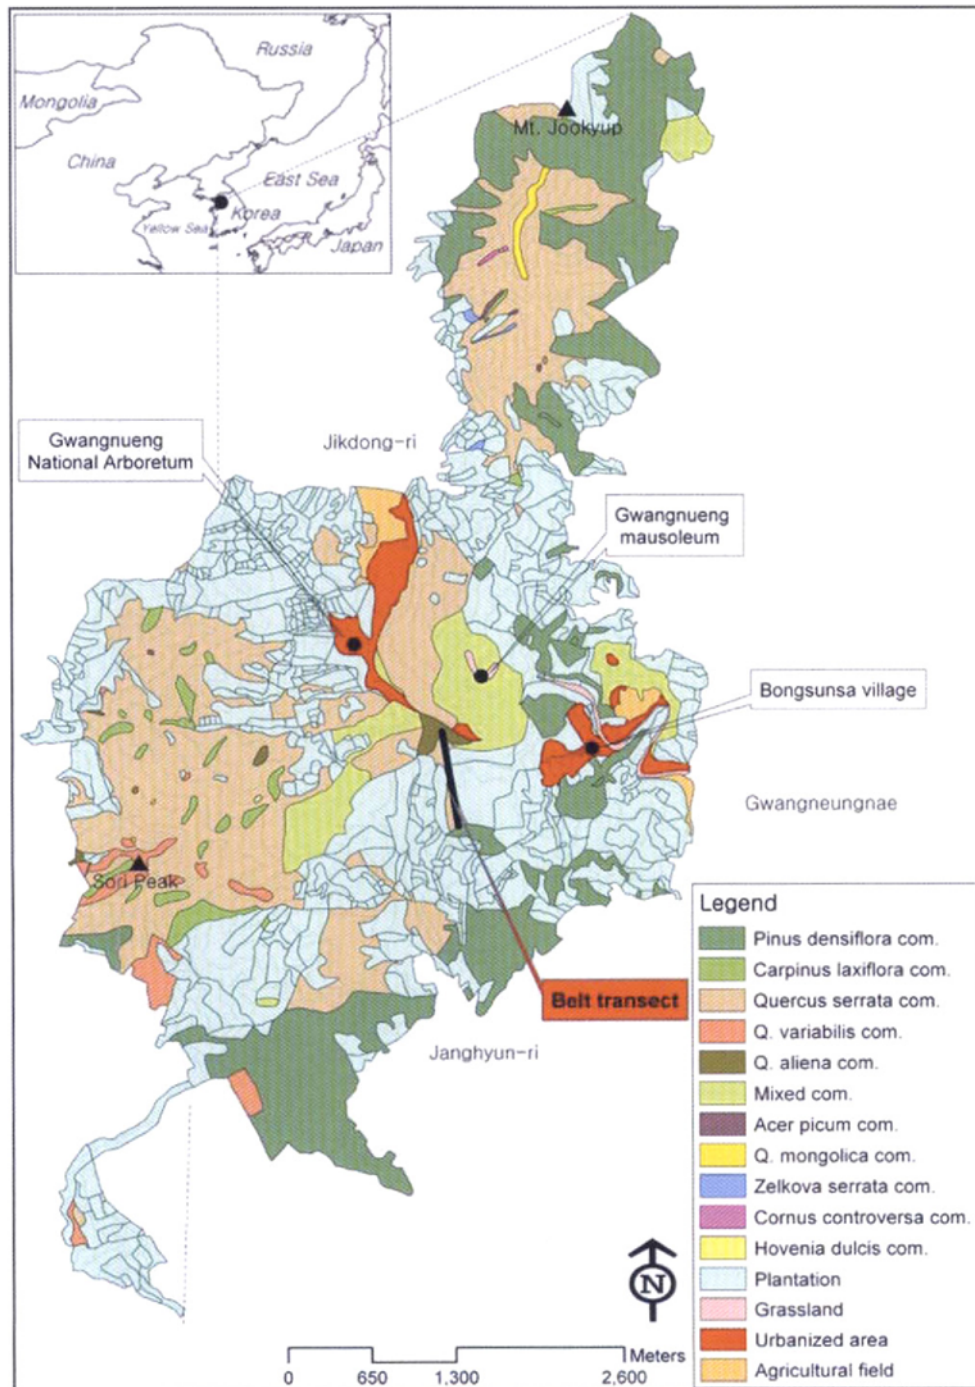 Russia
Mongolia
China
East Sea
Korea
Yellow Sea
Japan
Mt. Jookyup
Gwangnueng
National Arboretum
Jikdong-ri
Gwangnueng
mausoleum
Bongsunsa village
Gwangneungnae
Sori Peak
Belt transect
Janghyun-ri
Legend
Pinus densiflora com.
Carpinus laxiflora com.
Quercus serrata com.
Q. variabilis com.
Q. aliena com.
Mixed com.
Acer picum com.
Q. mongolica com.
Zelkova serrata com.
Cornus controversa com.
Hovenia dulcis com.
Plantation
Grassland
Urbanized area
Agricultural field
N
Meters
0 650 1,300 2,600